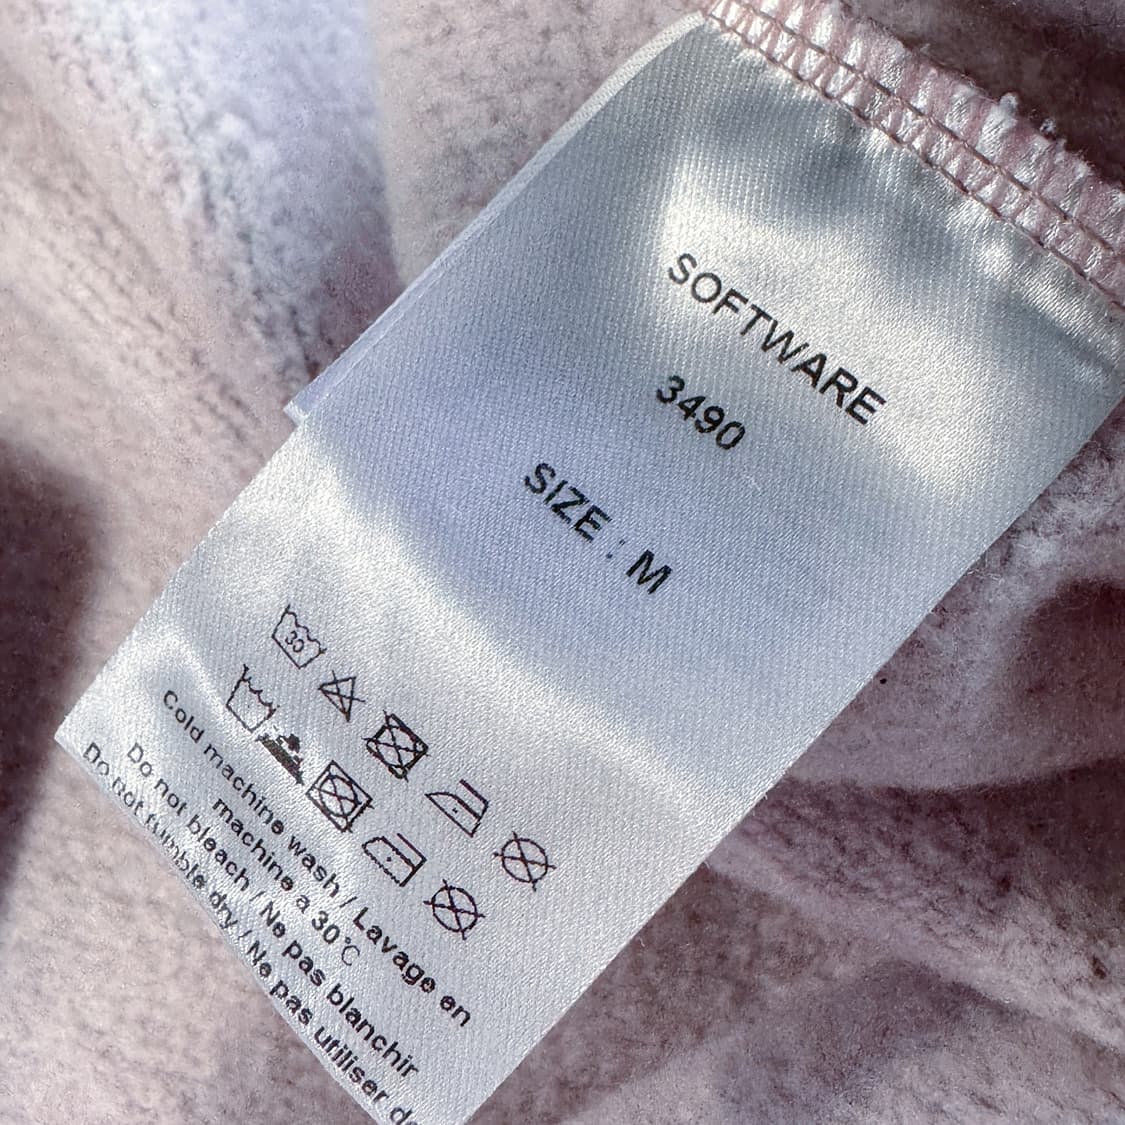 SOFTWARE
3490
SIZE : M
30
Cold machine wash / Lavage en
machine a 30℃
Do not bleach / Ne pas blanchir
Do not tumble dry / Ne pas utiliser de